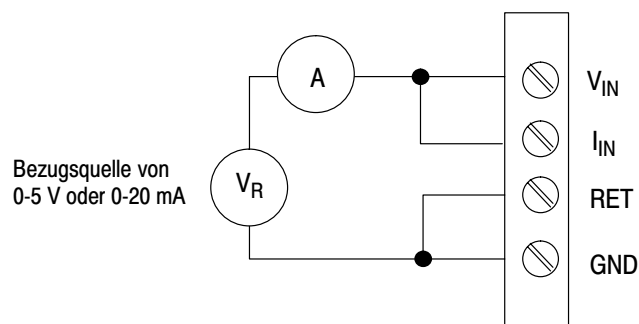 A
V_IN
I_IN
Bezugsquelle von
0-5 V oder 0-20 mA
V_R
RET
GND